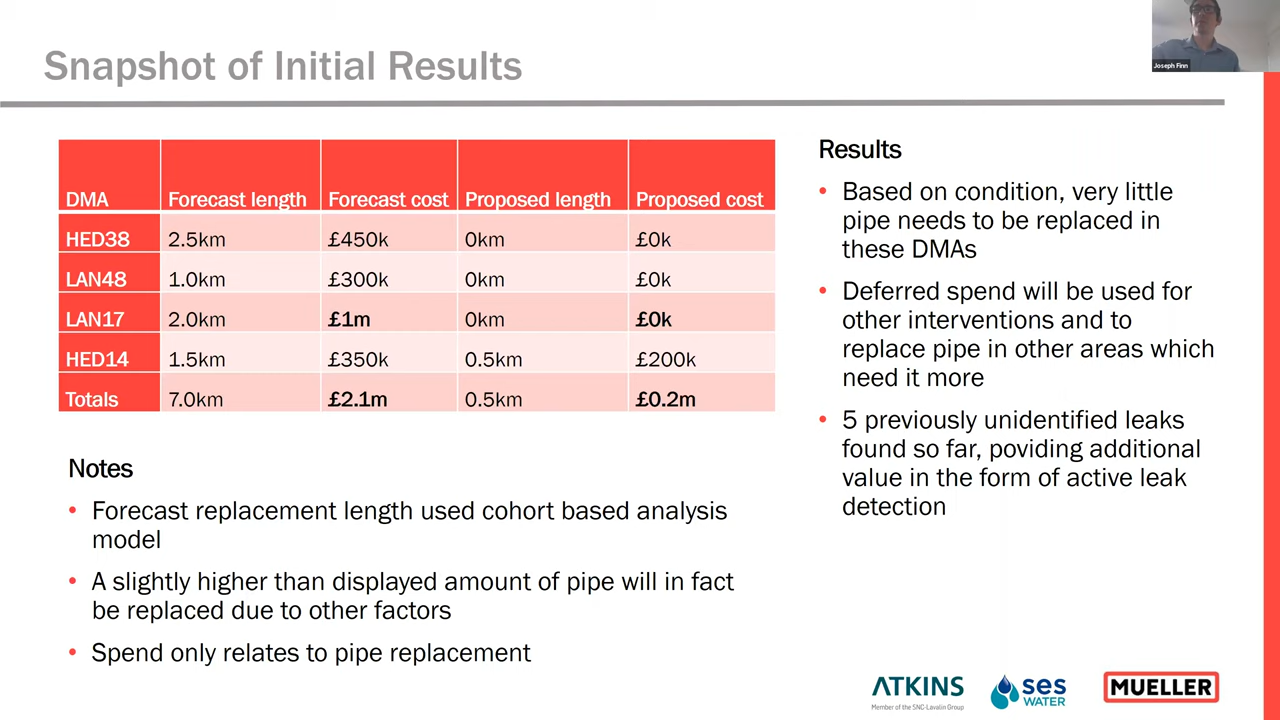 Snapshot of Initial Results
Joseph Finn
DMA Forecast length Forecast cost Proposed length Proposed cost
HED38 2.5km £450k 0km £0k
LAN48 1.0km £300k 0km £0k
LAN17 2.0km £1m 0km £0k
HED14 1.5km £350k 0.5km £200k
Totals 7.0km £2.1m 0.5km £0.2m
Notes
• Forecast replacement length used cohort based analysis
model
• A slightly higher than displayed amount of pipe will in fact
be replaced due to other factors
• Spend only relates to pipe replacement
Results
• Based on condition, very little
pipe needs to be replaced in
these DMAs
• Deferred spend will be used for
other interventions and to
replace pipe in other areas which
need it more
• 5 previously unidentified leaks
found so far, poviding additional
value in the form of active leak
detection
ATKINS
Member of the SNC-Lavalin Group
ses
WATER
MUELLER